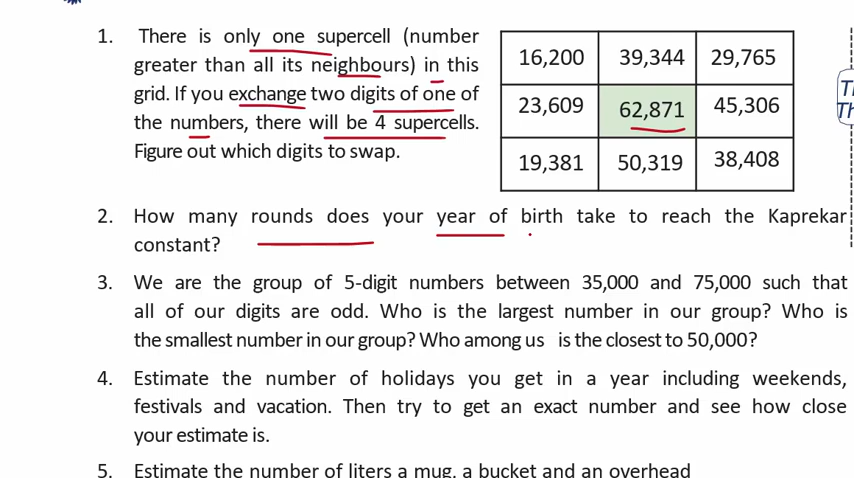 1. There is only one supercell (number
greater than all its neighbours) in this
grid. If you exchange two digits of one of
the numbers, there will be 4 supercells.
Figure out which digits to swap.
16,200 39,344 29,765
23,609 62,871 45,306
19,381 50,319 38,408
2. How many rounds does your year of birth take to reach the Kaprekar
constant?
3. We are the group of 5-digit numbers between 35,000 and 75,000 such that
all of our digits are odd. Who is the largest number in our group? Who is
the smallest number in our group? Who among us is the closest to 50,000?
4. Estimate the number of holidays you get in a year including weekends,
festivals and vacation. Then try to get an exact number and see how close
your estimate is.
5. Estimate the number of liters a mug, a bucket and an overhead